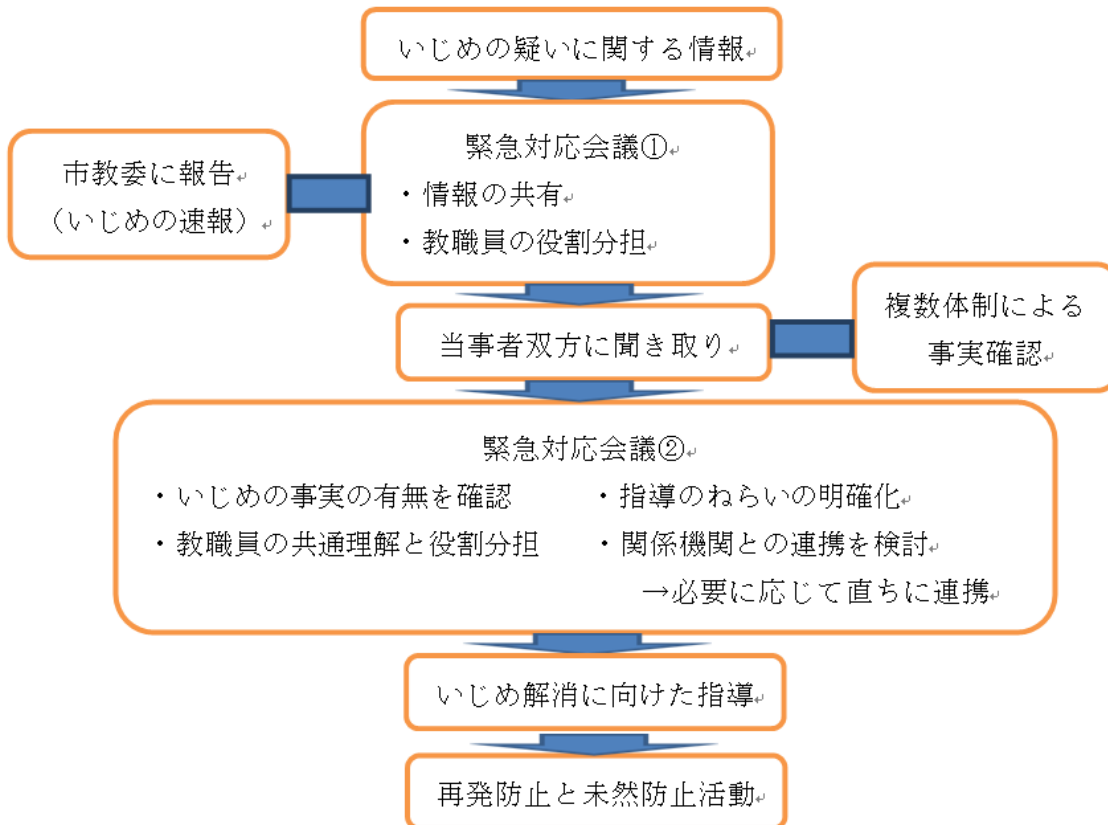 いじめの疑いに関する情報
緊急対応会議①
・情報の共有
・教職員の役割分担
市教委に報告
（いじめの速報）
当事者双方に聞き取り
複数体制による
事実確認
緊急対応会議②
・いじめの事実の有無を確認
・指導のねらいの明確化
・教職員の共通理解と役割分担
・関係機関との連携を検討
→必要に応じて直ちに連携
いじめ解消に向けた指導
再発防止と未然防止活動